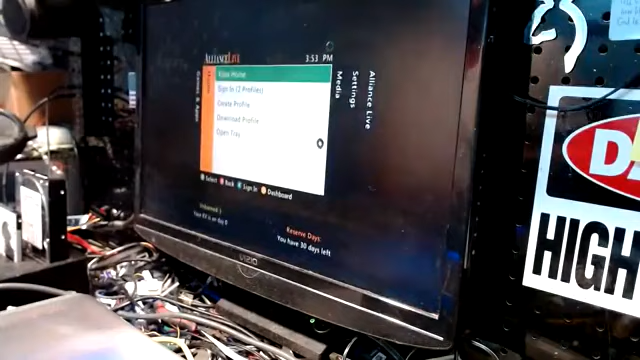 ALLIANCELIVE 3:53 PM
View Home
Sign In (2 Profiles)
Create Profile
Download Profile
Open Tray
Games & Apps
Media
Settings
Alliance Live
Select Back Sign In Dashboard
Reserve Days:
You have 30 days left
VIZIO
HIGH